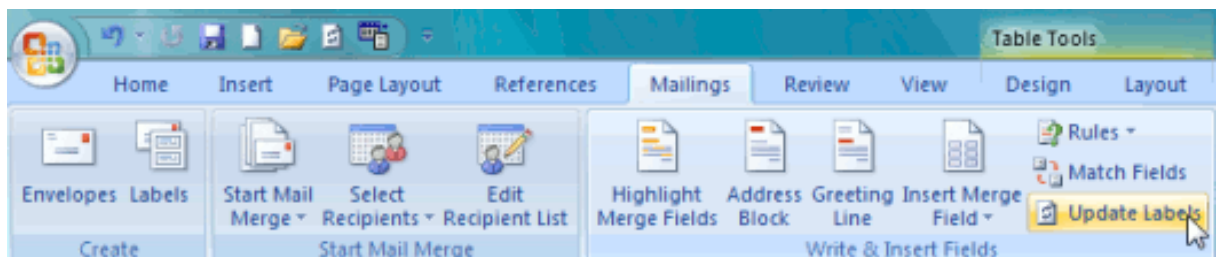 Table Tools
Home Insert Page Layout References Mailings Review View Design Layout
Envelopes Labels Start Mail Merge Select Recipients Edit Recipient List Highlight Merge Fields Address Block Greeting Line Insert Merge Field Rules
Match Fields
Update Labels
Create Start Mail Merge Write & Insert Fields